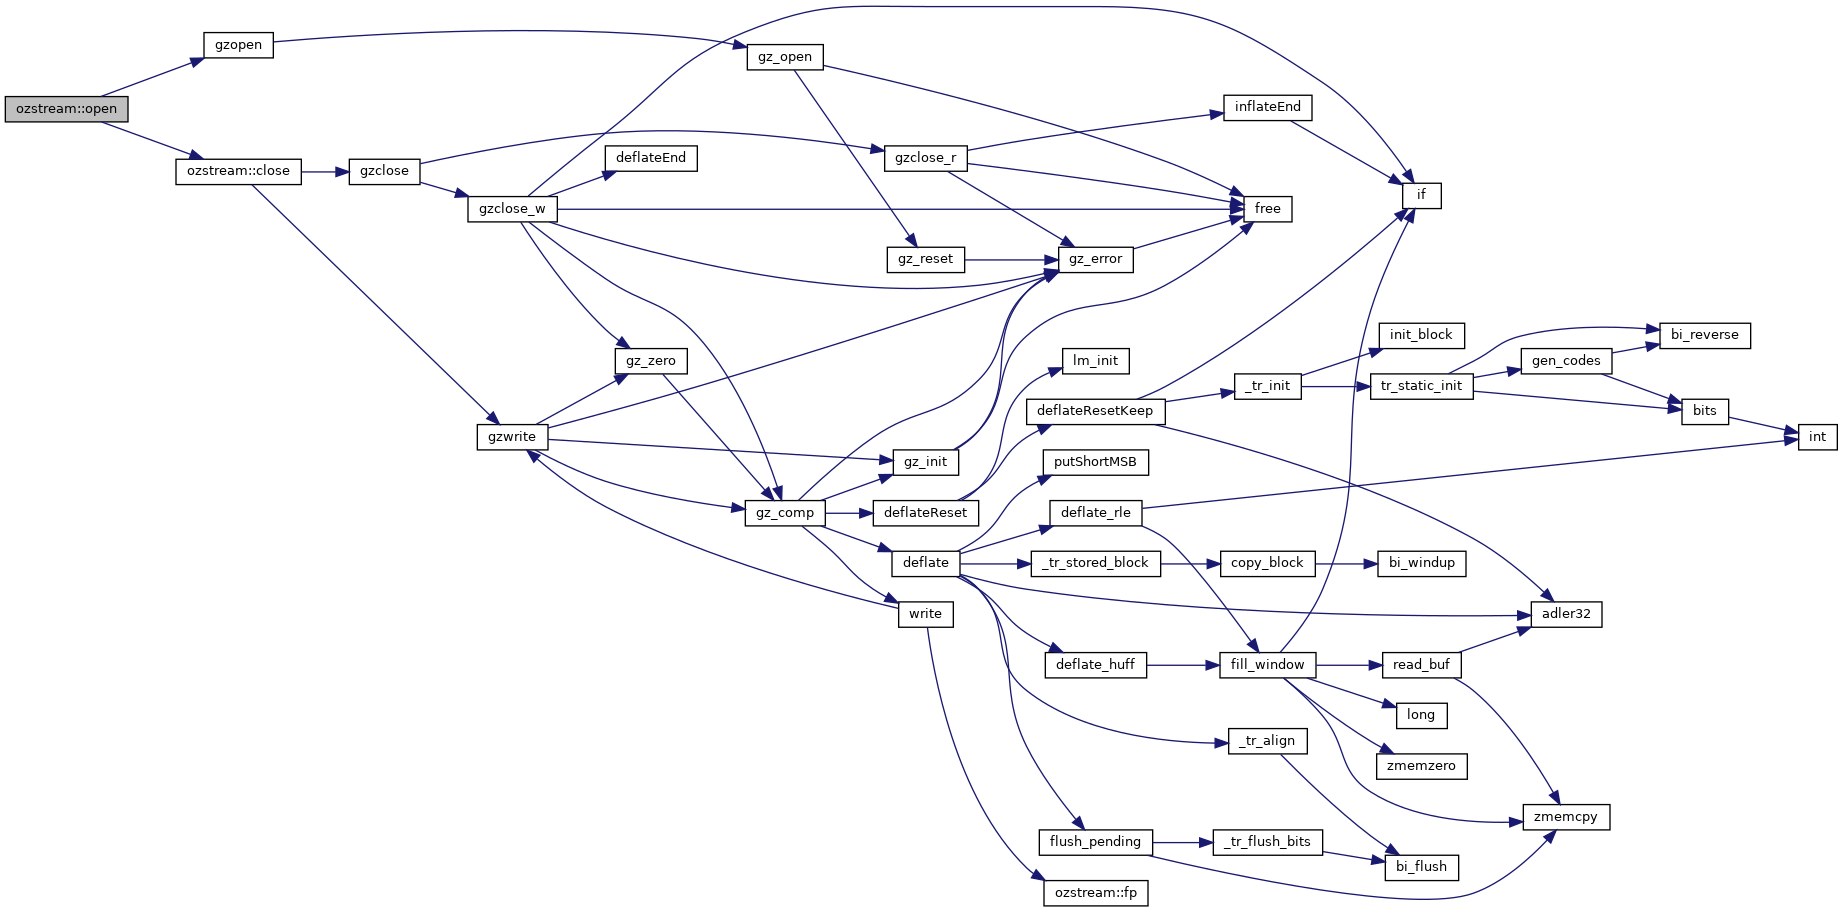 ozstream::open
gzopen
ozstream::close
gzclose
gzclose_w
gzwrite
deflateEnd
gz_zero
gz_open
gz_comp
gzclose_r
gz_reset
gz_init
deflateReset
deflate
write
gz_error
lm_init
deflateResetKeep
putShortMSB
deflate_rle
_tr_stored_block
deflate_huff
flush_pending
ozstream::fp
inflateEnd
free
_tr_init
copy_block
fill_window
_tr_align
_tr_flush_bits
if
init_block
tr_static_init
bi_windup
read_buf
long
zmemzero
bi_flush
gen_codes
adler32
zmemcpy
bi_reverse
bits
int